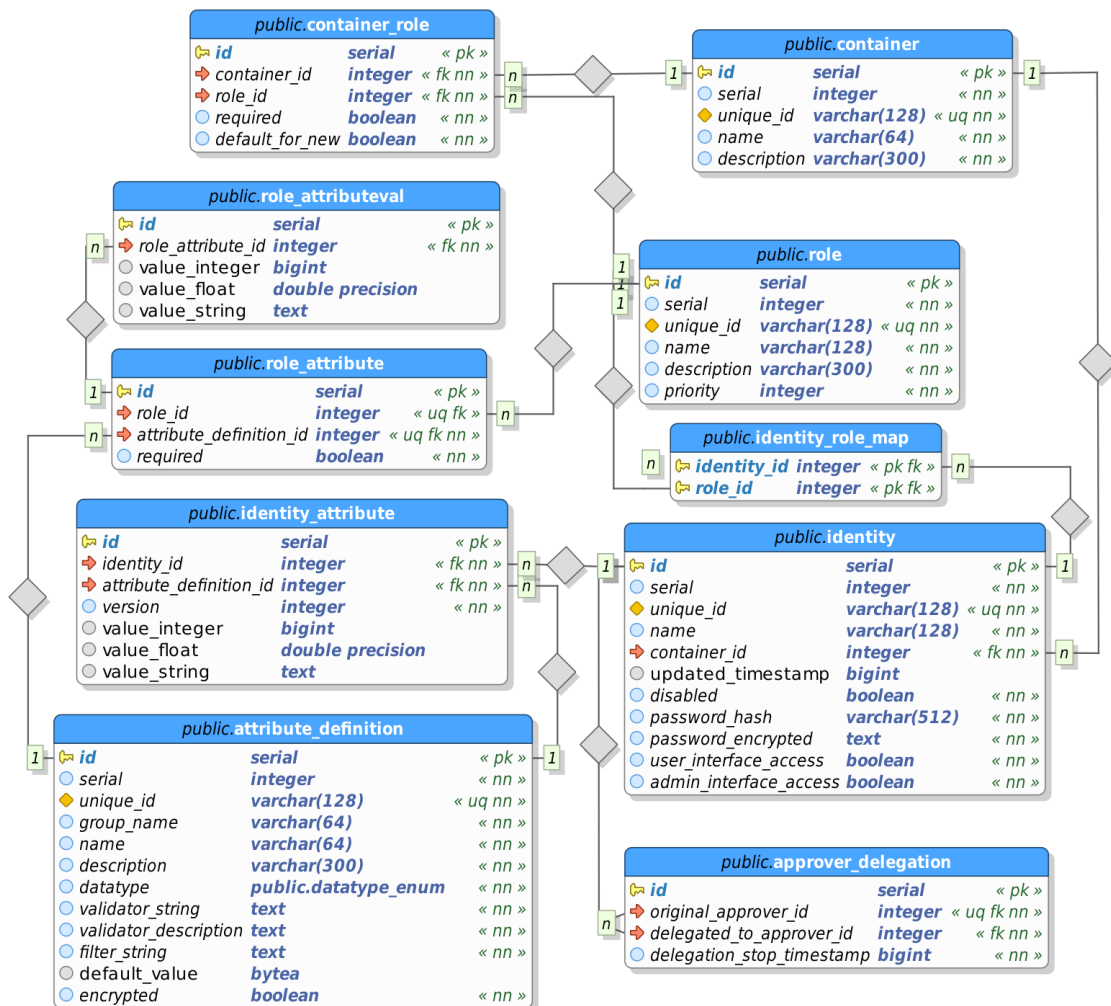 public.container_role
id serial « pk »
container_id integer « fk nn »
role_id integer « fk nn »
required boolean « nn »
default_for_new boolean « nn »
n
n
1
public.container
id serial « pk »
serial integer « nn »
unique_id varchar(128) « uq nn »
name varchar(64) « nn »
description varchar(300) « nn »
1
public.role_attributeval
id serial « pk »
role_attribute_id integer « fk nn »
value_integer bigint
value_float double precision
value_string text
n
1
public.role
id serial « pk »
serial integer « nn »
unique_id varchar(128) « uq nn »
name varchar(128) « nn »
description varchar(300) « nn »
priority integer « nn »
1
1
1
public.role_attribute
id serial « pk »
role_id integer « uq fk »
attribute_definition_id integer « uq fk nn »
required boolean « nn »
n
n
public.identity_role_map
identity_id integer « pk fk »
role_id integer « pk fk »
n
n
public.identity_attribute
id serial « pk »
identity_id integer « fk nn »
attribute_definition_id integer « fk nn »
version integer « nn »
value_integer bigint
value_float double precision
value_string text
n
n
1
public.identity
id serial « pk »
serial integer « nn »
unique_id varchar(128) « uq nn »
name varchar(128) « nn »
container_id integer « fk nn »
updated_timestamp bigint
disabled boolean « nn »
password_hash varchar(512) « nn »
password_encrypted text « nn »
user_interface_access boolean « nn »
admin_interface_access boolean « nn »
1
n
public.attribute_definition
id serial « pk »
serial integer « nn »
unique_id varchar(128) « uq nn »
group_name varchar(64) « nn »
name varchar(64) « nn »
description varchar(300) « nn »
datatype public.datatype_enum « nn »
validator_string text « nn »
validator_description text « nn »
filter_string text « nn »
default_value bytea
encrypted boolean « nn »
1
1
public.approver_delegation
id serial « pk »
original_approver_id integer « uq fk nn »
delegated_to_approver_id integer « fk nn »
delegation_stop_timestamp bigint « nn »
n